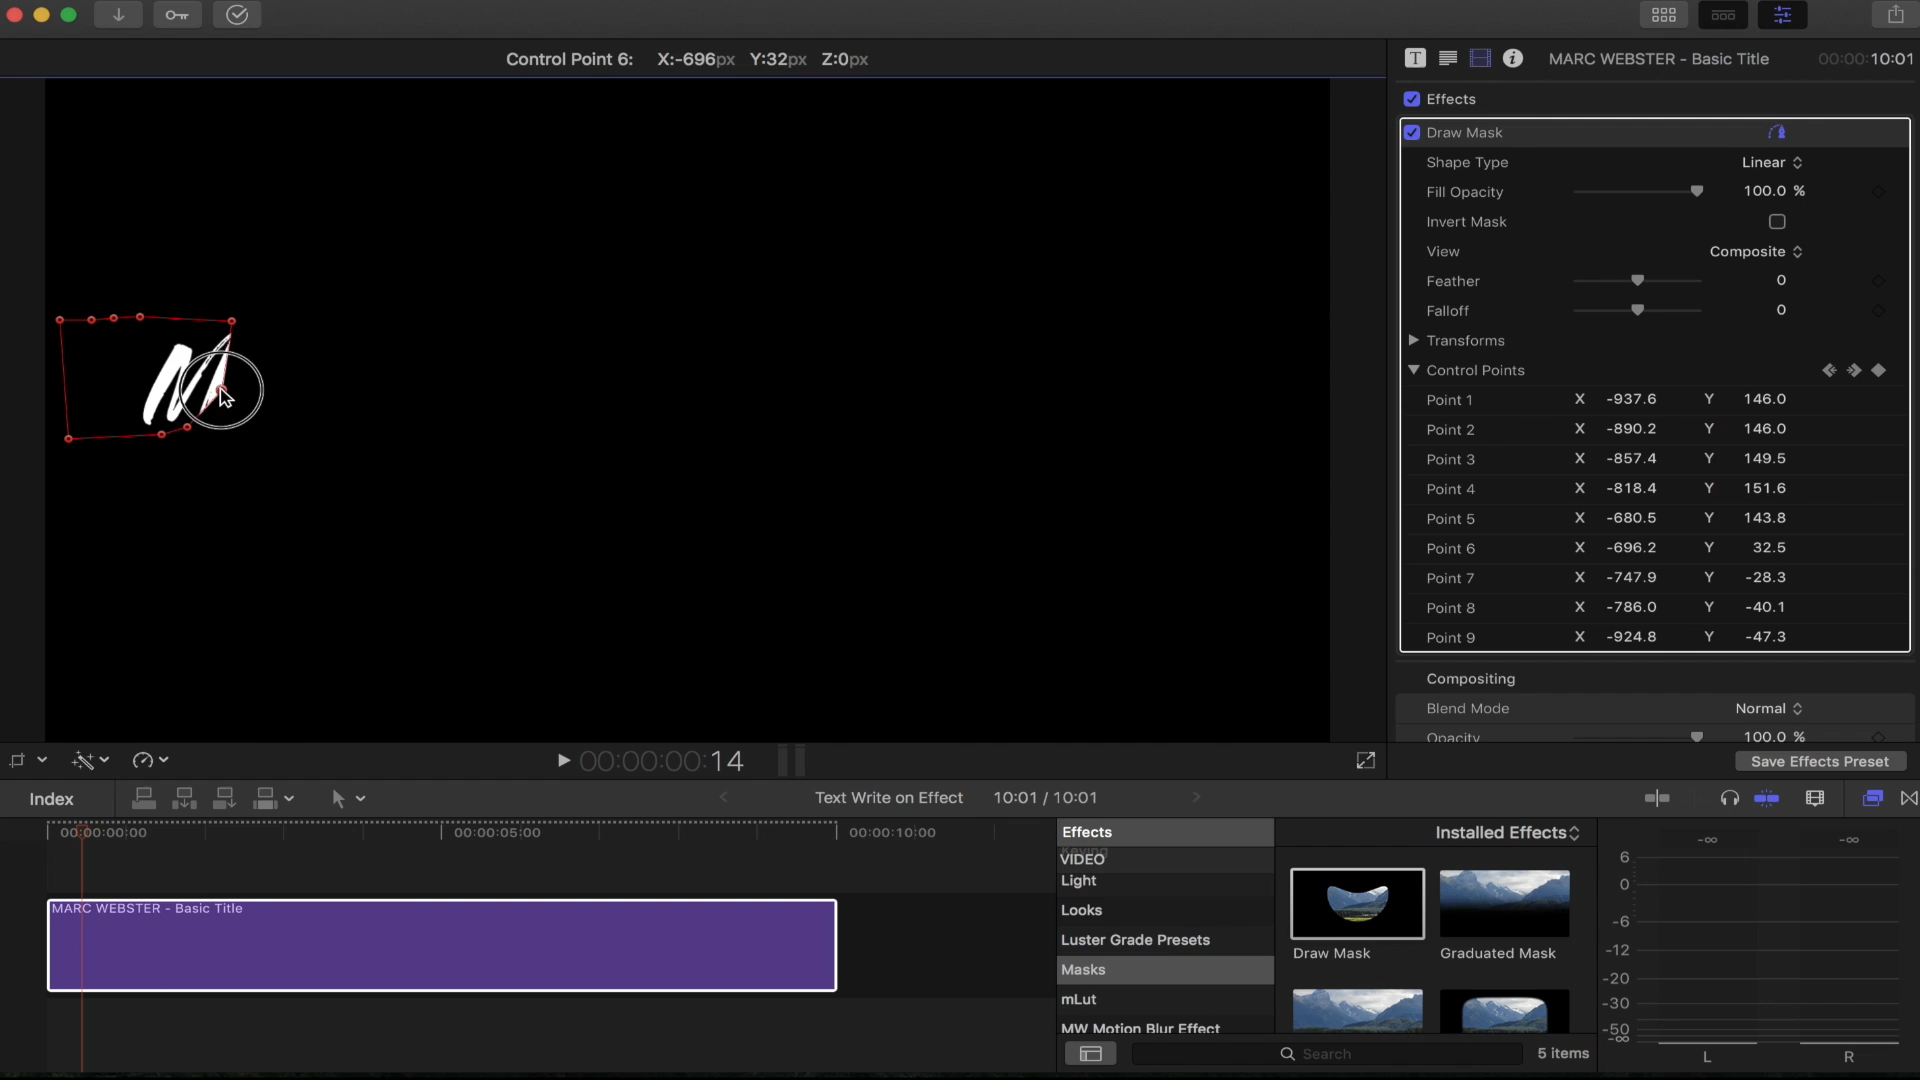 Control Point 6: X:-696px Y:32px Z:0px
T i MARC WEBSTER - Basic Title 00:00:10:01
Effects
Draw Mask
Shape Type Linear
Fill Opacity 100.0 %
Invert Mask
View Composite
Feather 0
Falloff 0
Transforms
Control Points
Point 1 X -937.6 Y 146.0
Point 2 X -890.2 Y 146.0
Point 3 X -857.4 Y 149.5
Point 4 X -818.4 Y 151.6
Point 5 X -680.5 Y 143.8
Point 6 X -696.2 Y 32.5
Point 7 X -747.9 Y -28.3
Point 8 X -786.0 Y -40.1
Point 9 X -924.8 Y -47.3
Compositing
Blend Mode Normal
Opacity 100.0 %
M
00:00:00:14
Save Effects Preset
Index
Text Write on Effect 10:01 / 10:01
00:00:00:00 00:00:05:00 00:00:10:00
MARC WEBSTER - Basic Title
Effects Installed Effects
Keying
VIDEO
Light
Looks
Luster Grade Presets
Masks
mLut
MW Motion Blur Effect
Draw Mask Graduated Mask
Search 5 items
-∞ -∞
6
0
-6
-12
-20
-30
-50
-∞
L R